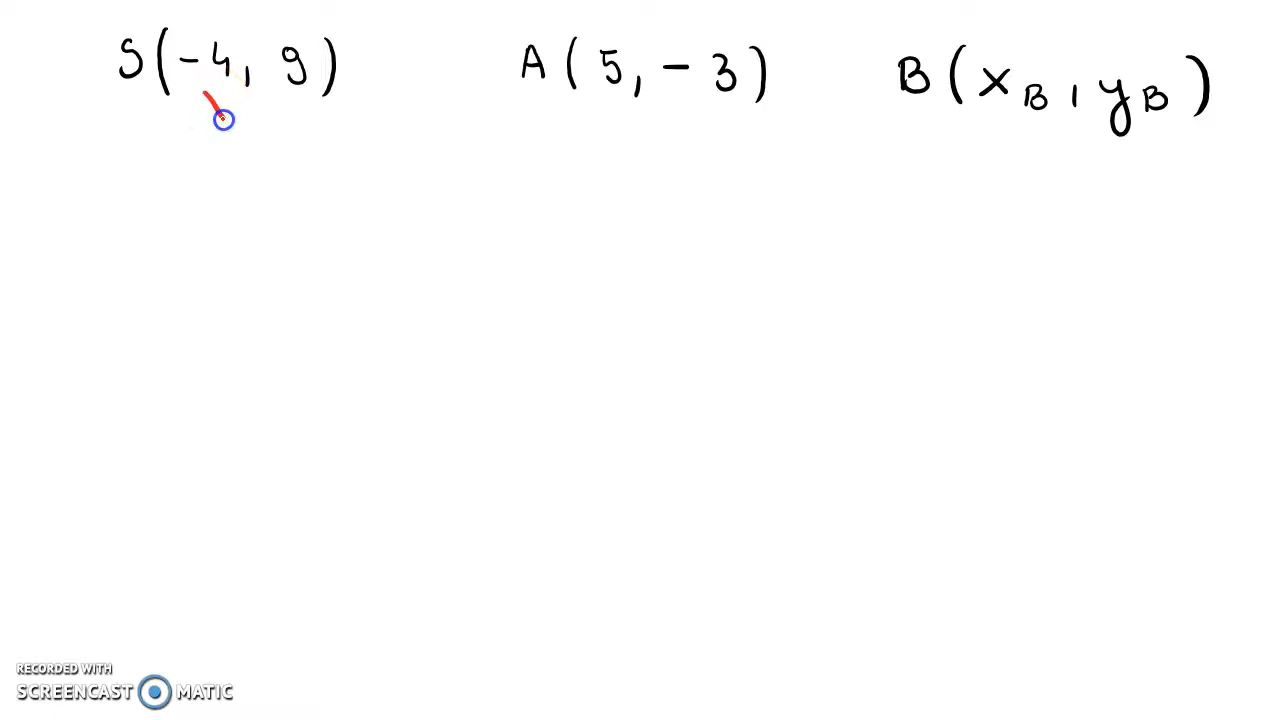 S(-4, 9) A(5, -3) B(x_B, y_B)
RECORDED WITH
SCREENCAST MATIC